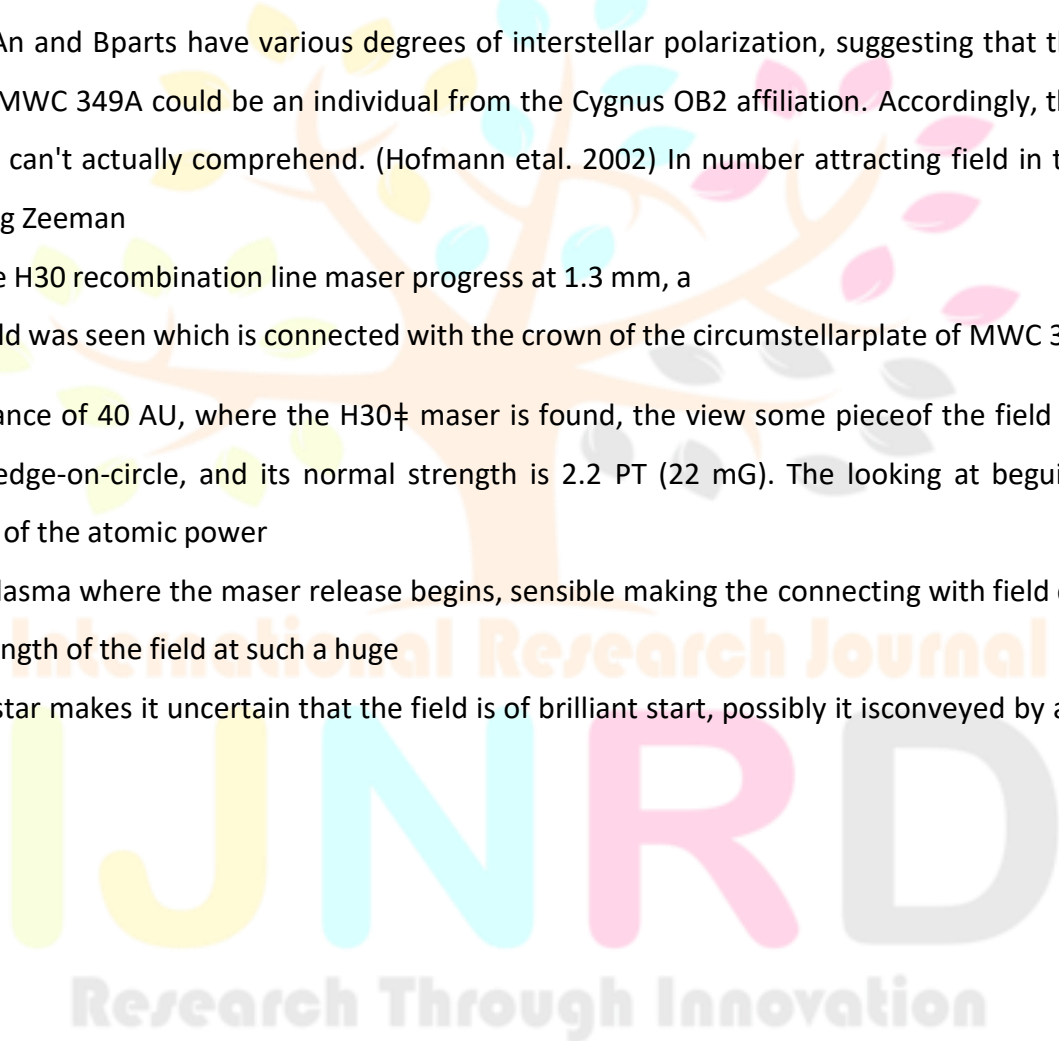 An and Bparts have various degrees of interstellar polarization, suggesting that
MWC 349A could be an individual from the Cygnus OB2 affiliation. Accordingly,
can't actually comprehend. (Hofmann etal. 2002) In number attracting field in
g Zeeman
e H30 recombination line maser progress at 1.3 mm, a
ld was seen which is connected with the crown of the circumstellarplate of MWC
ance of 40 AU, where the H30ǂ maser is found, the view some pieceof the field
edge-on-circle, and its normal strength is 2.2 PT (22 mG). The looking at
of the atomic power
lasma where the maser release begins, sensible making the connecting with field
ngth of the field at such a huge
star makes it uncertain that the field is of brilliant start, possibly it isconveyed by
International Research Journal
IJNRD
Research Through Innovation